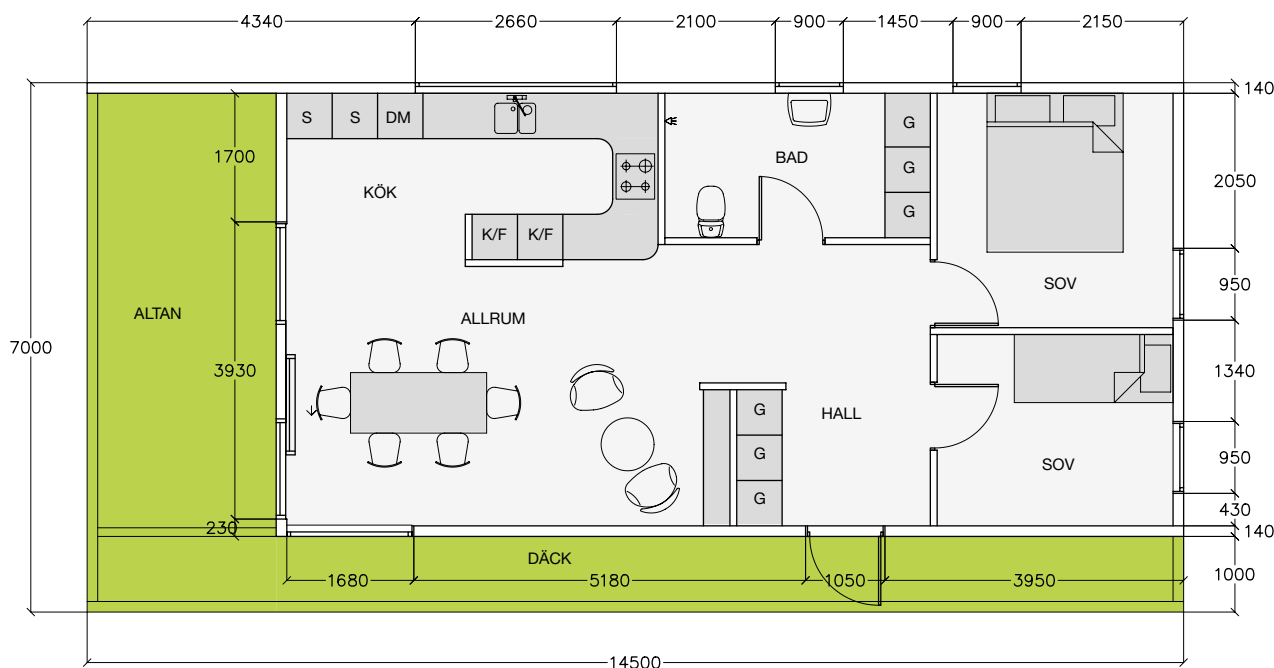 4340 2660 2100 900 1450 900 2150
140
S S DM G
1700
BAD
KÖK G 2050
G
K/F K/F
SOV 950
ALTAN ALLRUM
7000
3930 1340
G HALL
G SOV 950
G
230 430
140
DÄCK
1680 5180 1050 3950 1000
14500